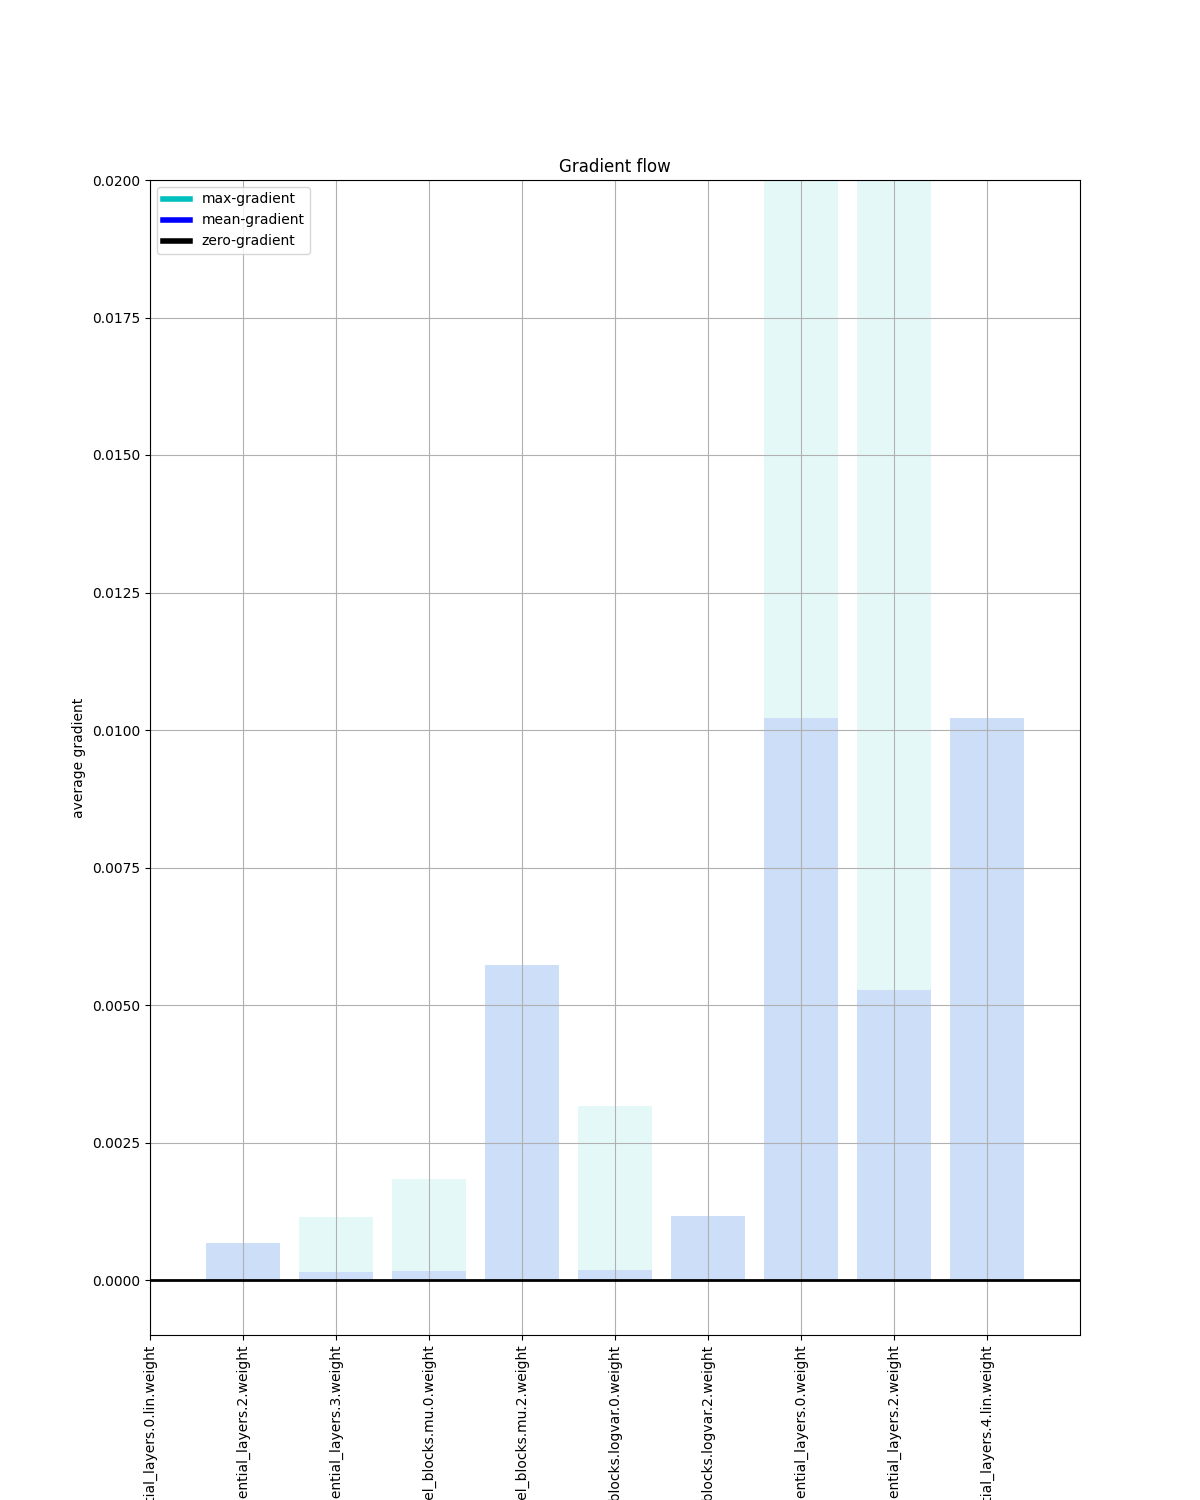 Gradient flow
max-gradient
mean-gradient
zero-gradient
0.0200
0.0175
0.0150
0.0125
0.0100
0.0075
0.0050
0.0025
0.0000
average gradient
tial_layers.0.lin.weight
ential_layers.2.weight
ential_layers.3.weight
el_blocks.mu.0.weight
el_blocks.mu.2.weight
blocks.logvar.0.weight
blocks.logvar.2.weight
ential_layers.0.weight
ential_layers.2.weight
tial_layers.4.lin.weight